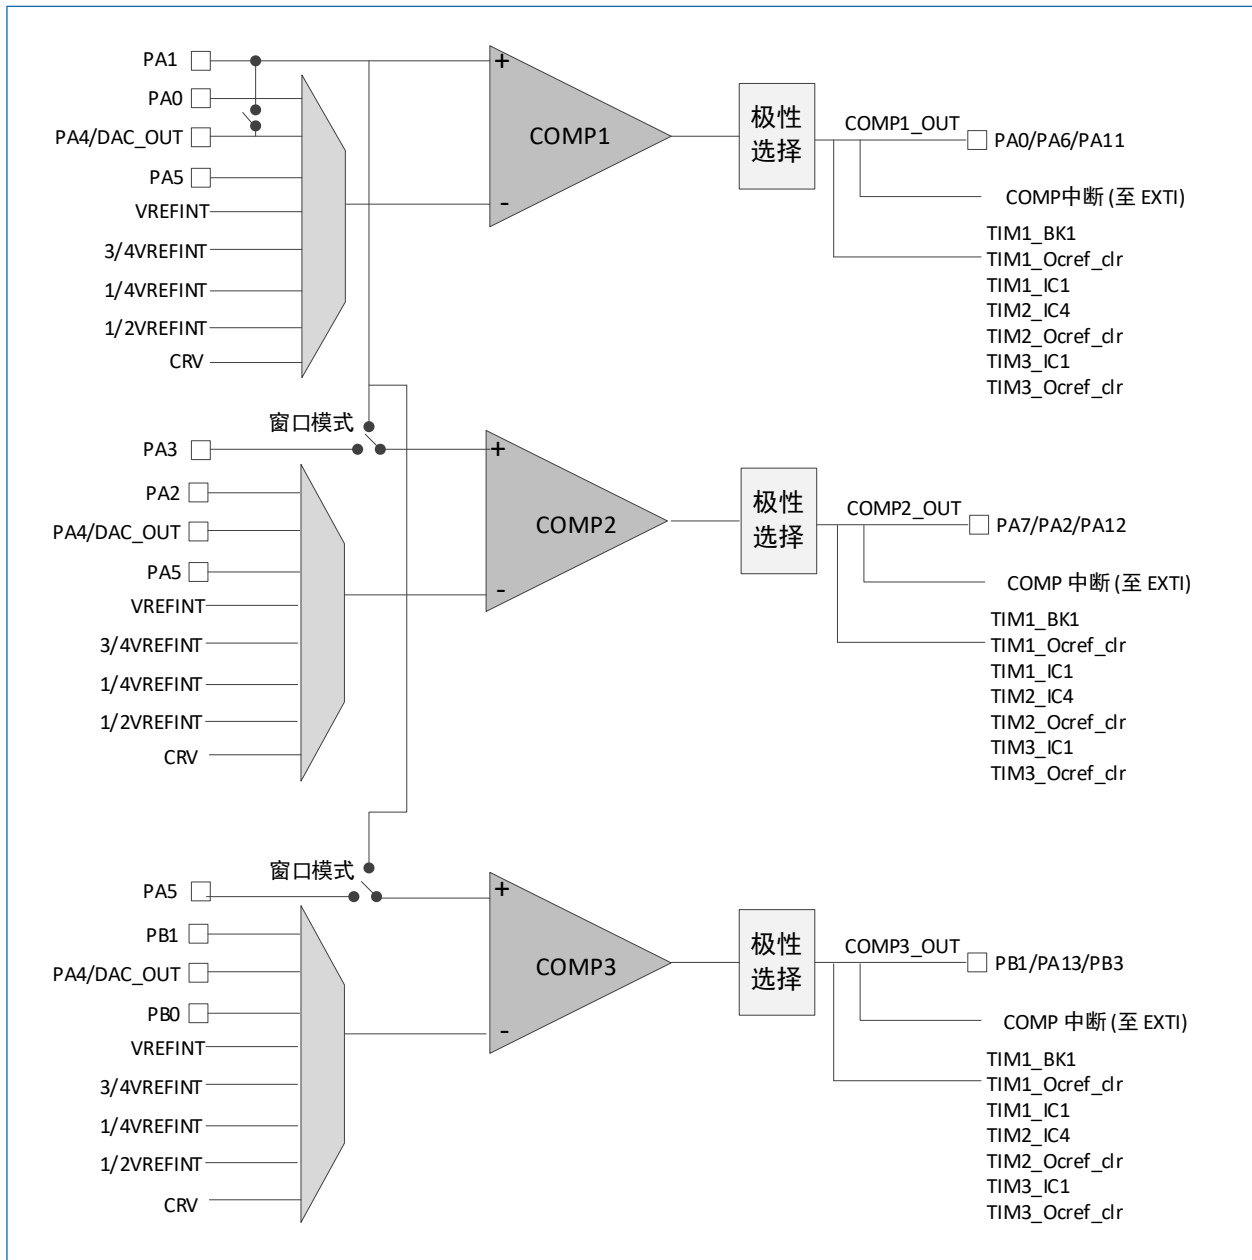 PA1
PA0
PA4/DAC_OUT
PA5
VREFINT
3/4VREFINT
1/4VREFINT
1/2VREFINT
CRV
+
-
COMP1
极性
选择
COMP1_OUT
PA0/PA6/PA11
COMP中断 (至 EXTI)
TIM1_BK1
TIM1_Ocref_clr
TIM1_IC1
TIM2_IC4
TIM2_Ocref_clr
TIM3_IC1
TIM3_Ocref_clr
窗口模式
PA3
PA2
PA4/DAC_OUT
PA5
VREFINT
3/4VREFINT
1/4VREFINT
1/2VREFINT
CRV
+
-
COMP2
极性
选择
COMP2_OUT
PA7/PA2/PA12
COMP 中断 (至 EXTI)
TIM1_BK1
TIM1_Ocref_clr
TIM1_IC1
TIM2_IC4
TIM2_Ocref_clr
TIM3_IC1
TIM3_Ocref_clr
窗口模式
PA5
PB1
PA4/DAC_OUT
PB0
VREFINT
3/4VREFINT
1/4VREFINT
1/2VREFINT
CRV
+
-
COMP3
极性
选择
COMP3_OUT
PB1/PA13/PB3
COMP 中断 (至 EXTI)
TIM1_BK1
TIM1_Ocref_clr
TIM1_IC1
TIM2_IC4
TIM2_Ocref_clr
TIM3_IC1
TIM3_Ocref_clr